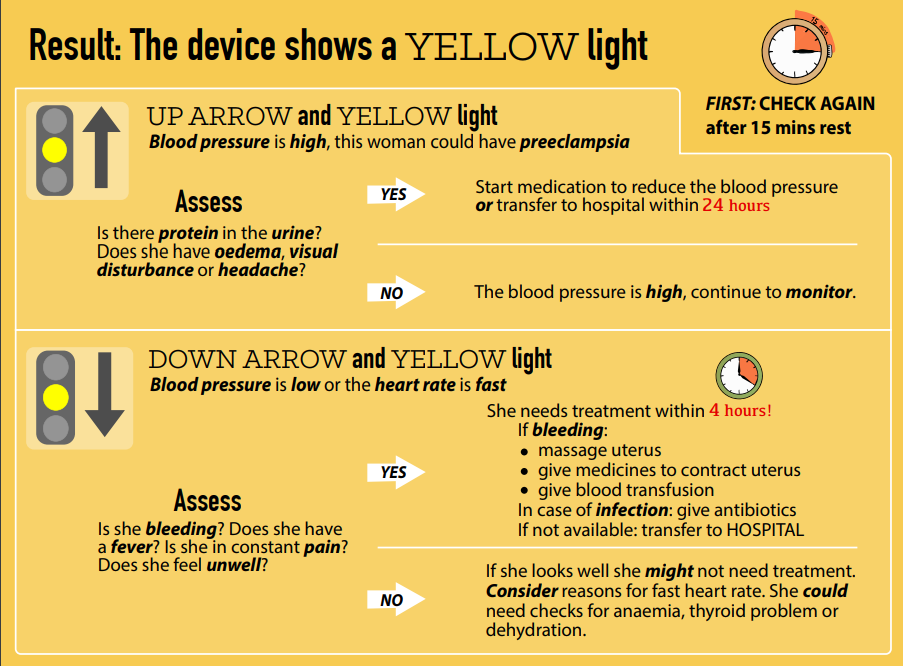 Result: The device shows a YELLOW light
15 mins
FIRST: CHECK AGAIN
after 15 mins rest
UP ARROW and YELLOW light
Blood pressure is high, this woman could have preeclampsia
Assess
Is there protein in the urine?
Does she have oedema, visual
disturbance or headache?
YES
Start medication to reduce the blood pressure
or transfer to hospital within 24 hours
NO
The blood pressure is high, continue to monitor.
DOWN ARROW and YELLOW light
Blood pressure is low or the heart rate is fast
Assess
Is she bleeding? Does she have
a fever? Is she in constant pain?
Does she feel unwell?
YES
She needs treatment within 4 hours!
If bleeding:
• massage uterus
• give medicines to contract uterus
• give blood transfusion
In case of infection: give antibiotics
If not available: transfer to HOSPITAL
NO
If she looks well she might not need treatment.
Consider reasons for fast heart rate. She could
need checks for anaemia, thyroid problem or
dehydration.